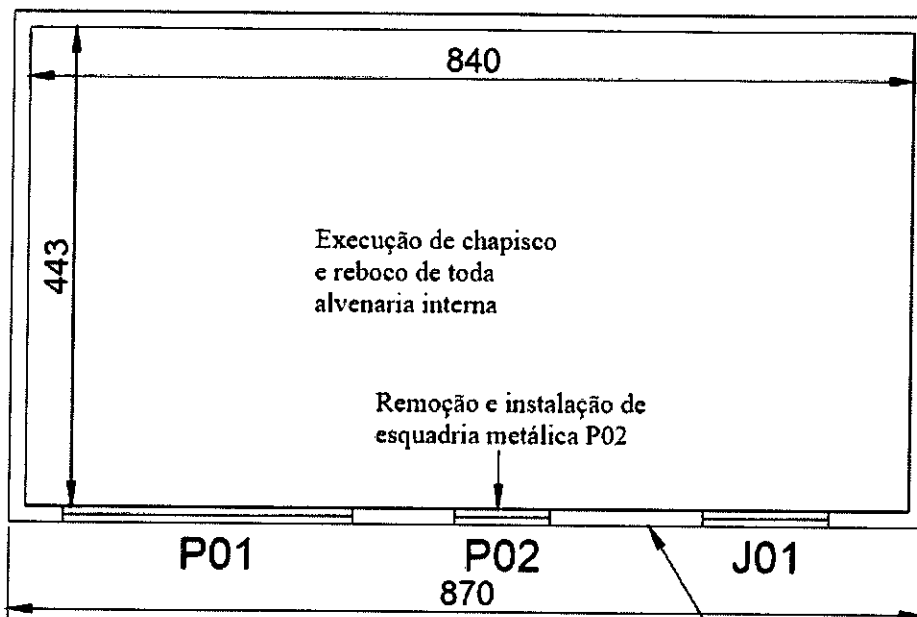 840
443
Execução de chapisco
e reboco de toda
alvenaria interna
Remoção e instalação de
esquadria metálica P02
P01
P02
J01
870